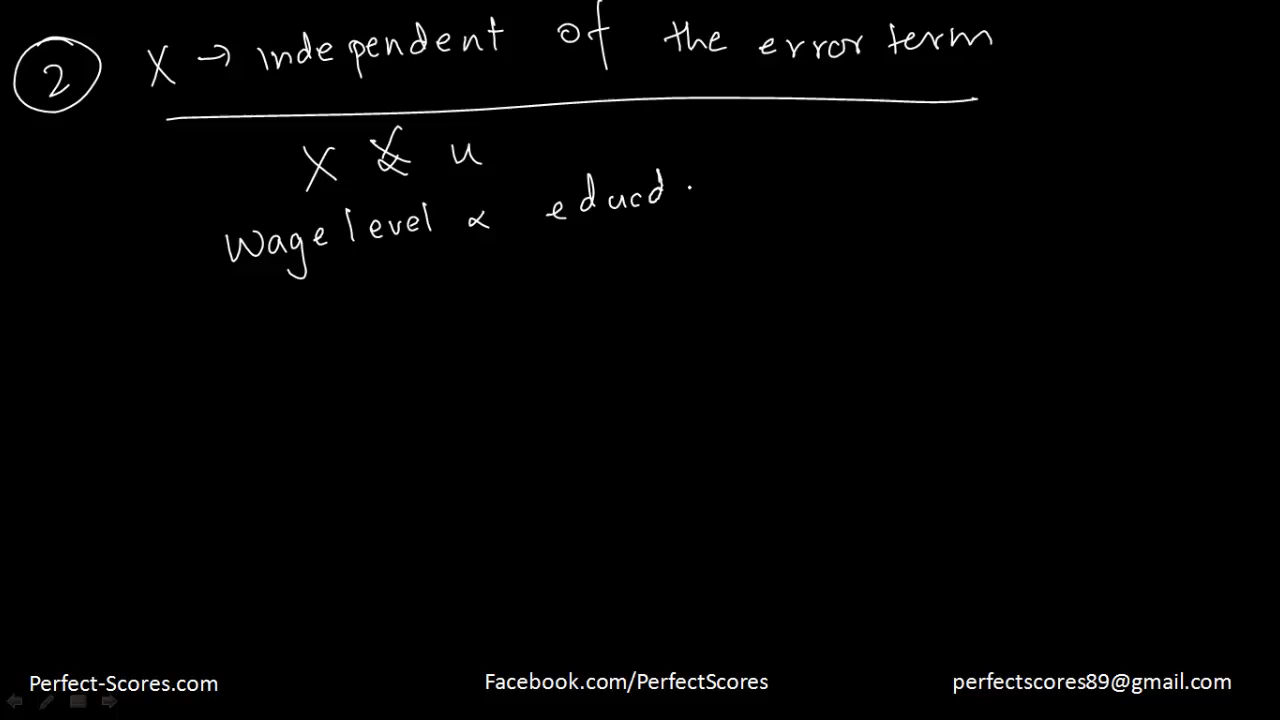 2 X → independent of the error term
X ∝̸ u
Wage level ∝ educd .
Perfect-Scores.com
Facebook.com/PerfectScores
perfectscores89@gmail.com